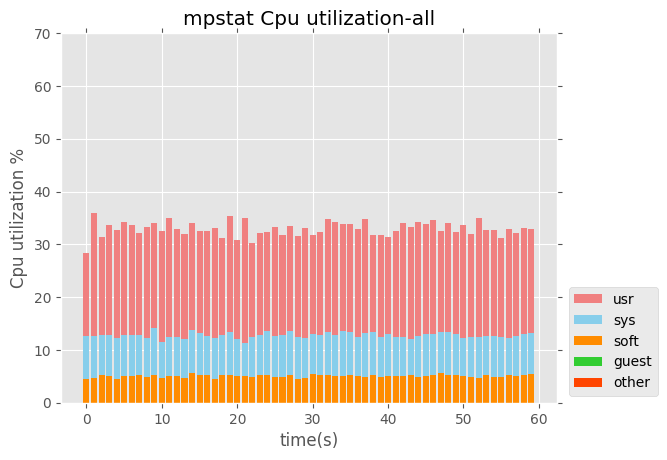 mpstat Cpu utilization-all
70
60
50
40
30
20
10
0
Cpu utilization %
0 10 20 30 40 50 60
time(s)
usr
sys
soft
guest
other